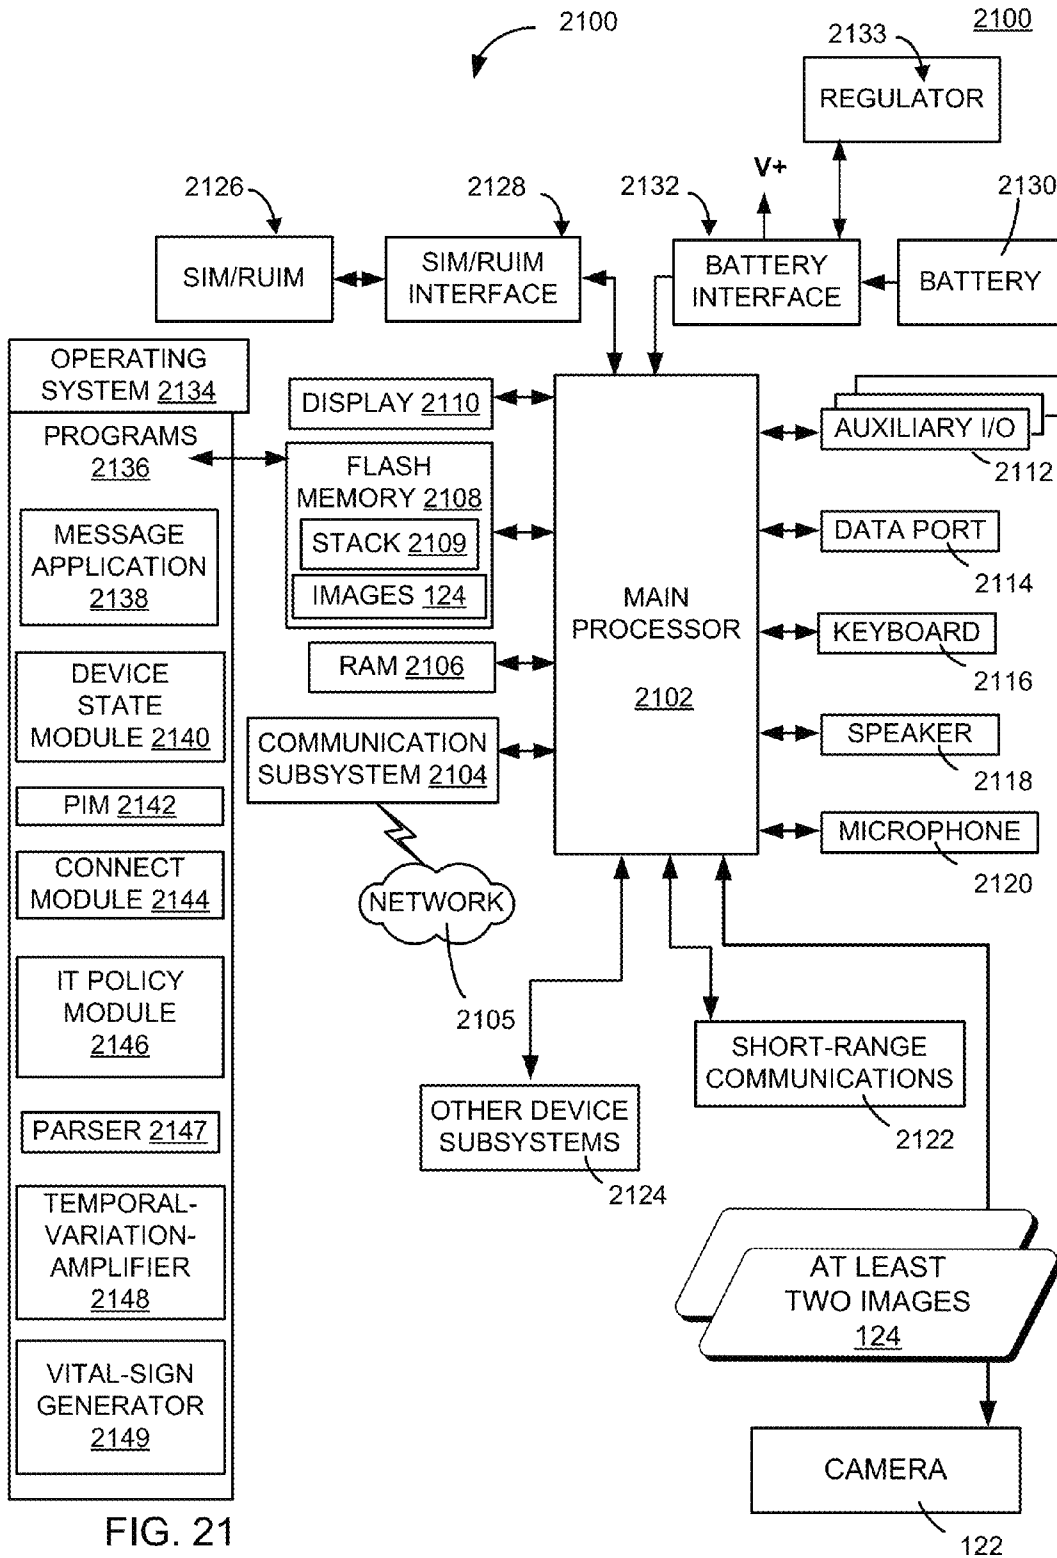 2100
2100
2133
REGULATOR
V+
2126
2128
2132
2130
SIM/RUIM
SIM/RUIM
INTERFACE
BATTERY
INTERFACE
BATTERY
OPERATING
SYSTEM 2134
PROGRAMS
2136
MESSAGE
APPLICATION
2138
DEVICE
STATE
MODULE 2140
PIM 2142
CONNECT
MODULE 2144
IT POLICY
MODULE
2146
PARSER 2147
TEMPORAL-
VARIATION-
AMPLIFIER
2148
VITAL-SIGN
GENERATOR
2149
DISPLAY 2110
FLASH
MEMORY 2108
STACK 2109
IMAGES 124
RAM 2106
COMMUNICATION
SUBSYSTEM 2104
NETWORK
2105
MAIN
PROCESSOR
2102
AUXILIARY I/O
2112
DATA PORT
2114
KEYBOARD
2116
SPEAKER
2118
MICROPHONE
2120
SHORT-RANGE
COMMUNICATIONS
2122
OTHER DEVICE
SUBSYSTEMS
2124
AT LEAST
TWO IMAGES
124
CAMERA
122
FIG. 21